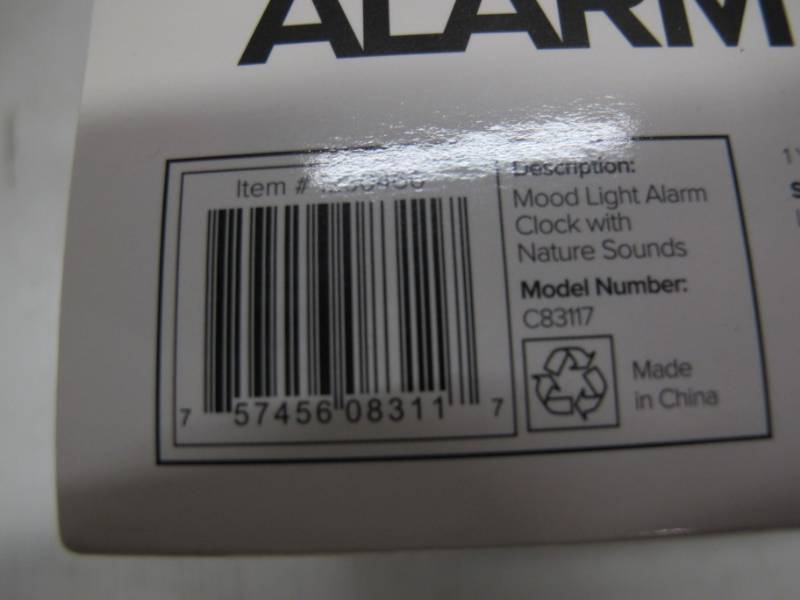 ALARM
Item #
Description:
Mood Light Alarm
Clock with
Nature Sounds
Model Number:
C83117
Made
in China
7 57456 08311 7
1
S